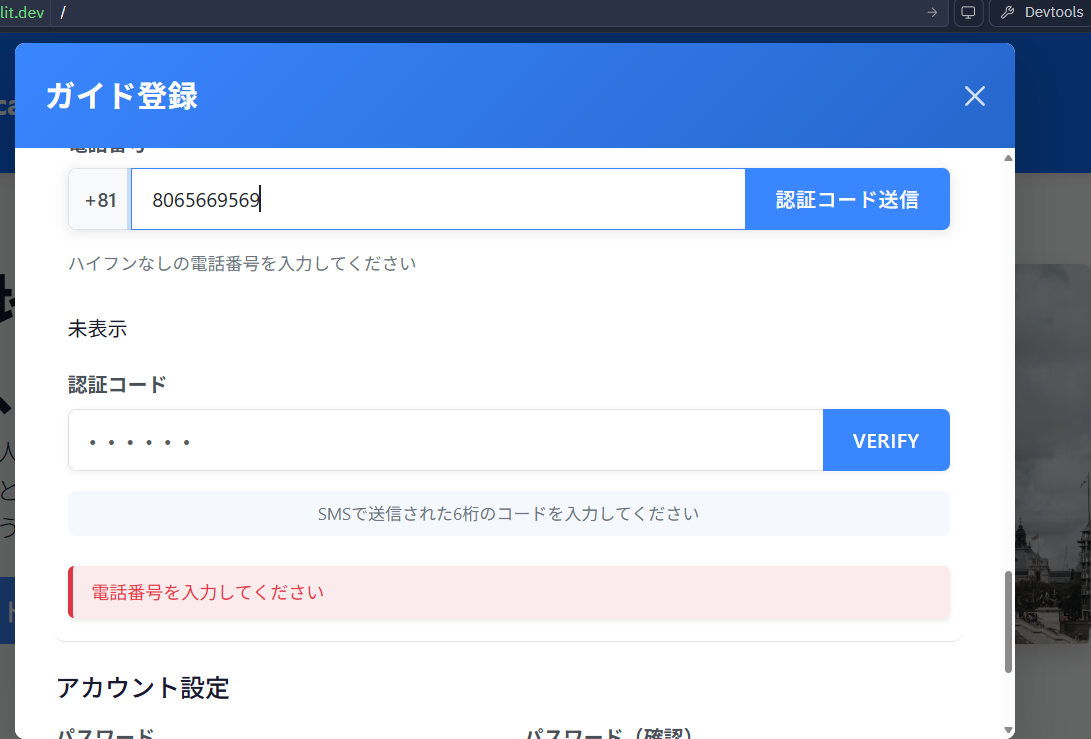 lit.dev /
Devtools
ガイド登録
電話番号
+81 8065669569 認証コード送信
ハイフンなしの電話番号を入力してください
未表示
認証コード
VERIFY
SMSで送信された6桁のコードを入力してください
電話番号を入力してください
アカウント設定
パスワード パスワード（確認）